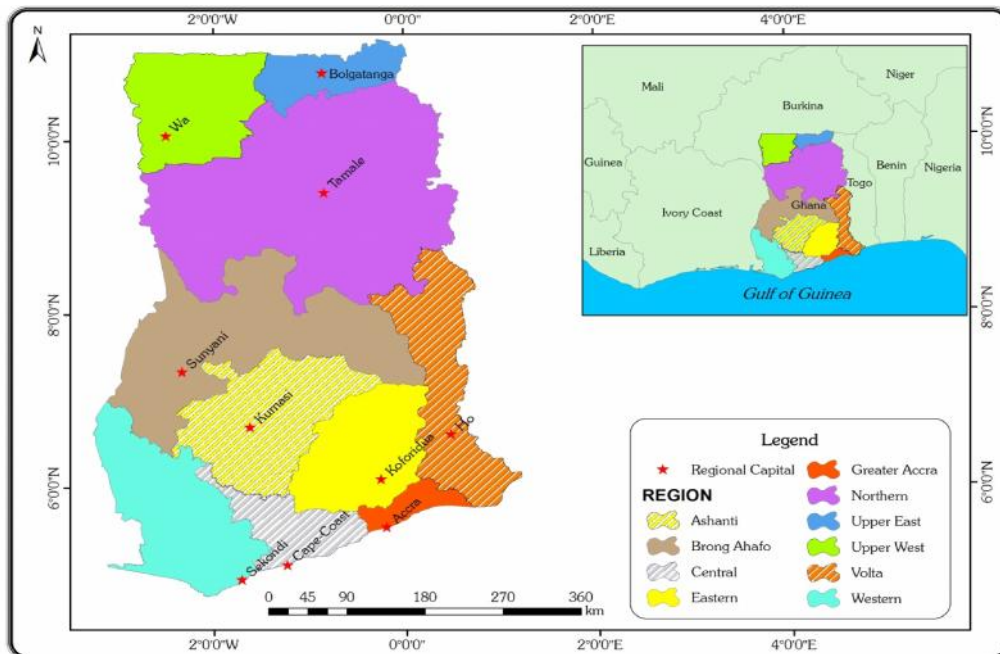 2°0'0"W
0°0'0"
2°0'0"E
4°0'0"E
N
10°0'0"N
8°0'0"N
6°0'0"N
Bolgatanga
Wa
Tamale
Sunyani
Kumasi
Ho
Koforidua
Accra
Cape-Coast
Sekondi
Mali
Niger
Burkina
Guinea
Benin
Nigeria
Togo
Ivory Coast
Ghana
Liberia
Gulf of Guinea
10°0'0"N
8°0'0"N
6°0'0"N
Legend
Regional Capital
REGION
Ashanti
Brong Ahafo
Central
Eastern
Greater Accra
Northern
Upper East
Upper West
Volta
Western
0 45 90 180 270 360
km
2°0'0"W
0°0'0"
2°0'0"E
4°0'0"E